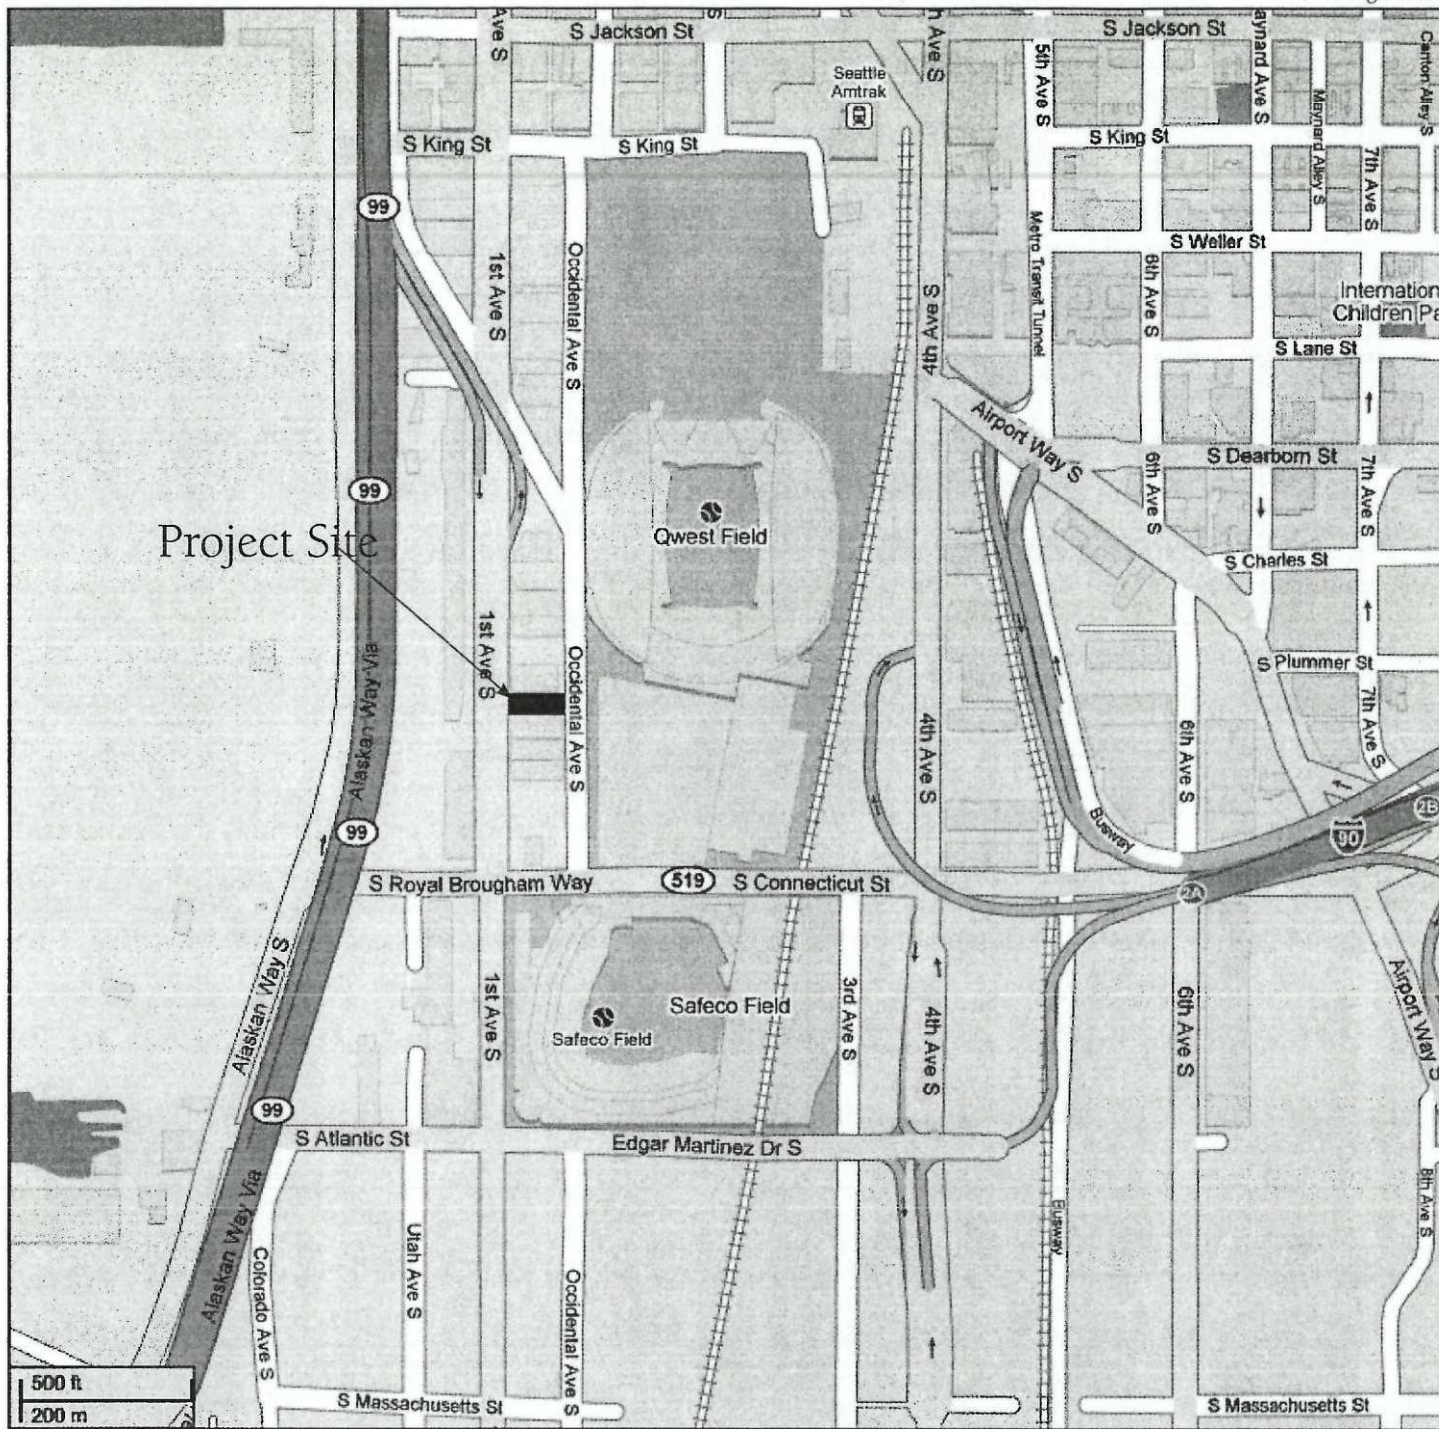 Ave S
S Jackson St
S
h Ave S
S Jackson St
aynard Ave S
Canton Alley S
Seattle
Amtrak
5th Ave S
Maynard Alley S
S King St
S King St
S King St
7th Ave S
99
1st Ave S
Occidental Ave S
4th Ave S
Metro Transit Tunnel
S Weller St
6th Ave S
Internation
Children Pa
S Lane St
Airport Way S
S Dearborn St
6th Ave S
7th Ave S
99
Project Site
Qwest Field
S Charles St
1st Ave S
Occidental Ave S
Alaskan Way Via
S Plummer St
4th Ave S
6th Ave S
7th Ave S
99
Busway
90
2B
S Royal Brougham Way
519
S Connecticut St
2A
Alaskan Way S
1st Ave S
Safeco Field
Safeco Field
3rd Ave S
4th Ave S
6th Ave S
Airport Way S
99
S Atlantic St
Edgar Martinez Dr S
Alaskan Way Via
Colorado Ave S
Utah Ave S
Occidental Ave S
Busway
8th Ave S
500 ft
200 m
S Massachusetts St
S Massachusetts St